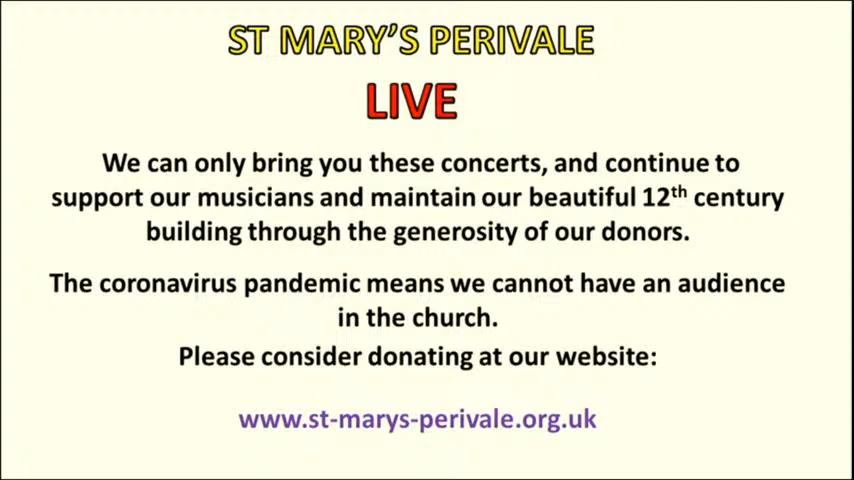 ST MARY’S PERIVALE
LIVE
We can only bring you these concerts, and continue to
support our musicians and maintain our beautiful 12th century
building through the generosity of our donors.
The coronavirus pandemic means we cannot have an audience
in the church.
Please consider donating at our website:
www.st-marys-perivale.org.uk